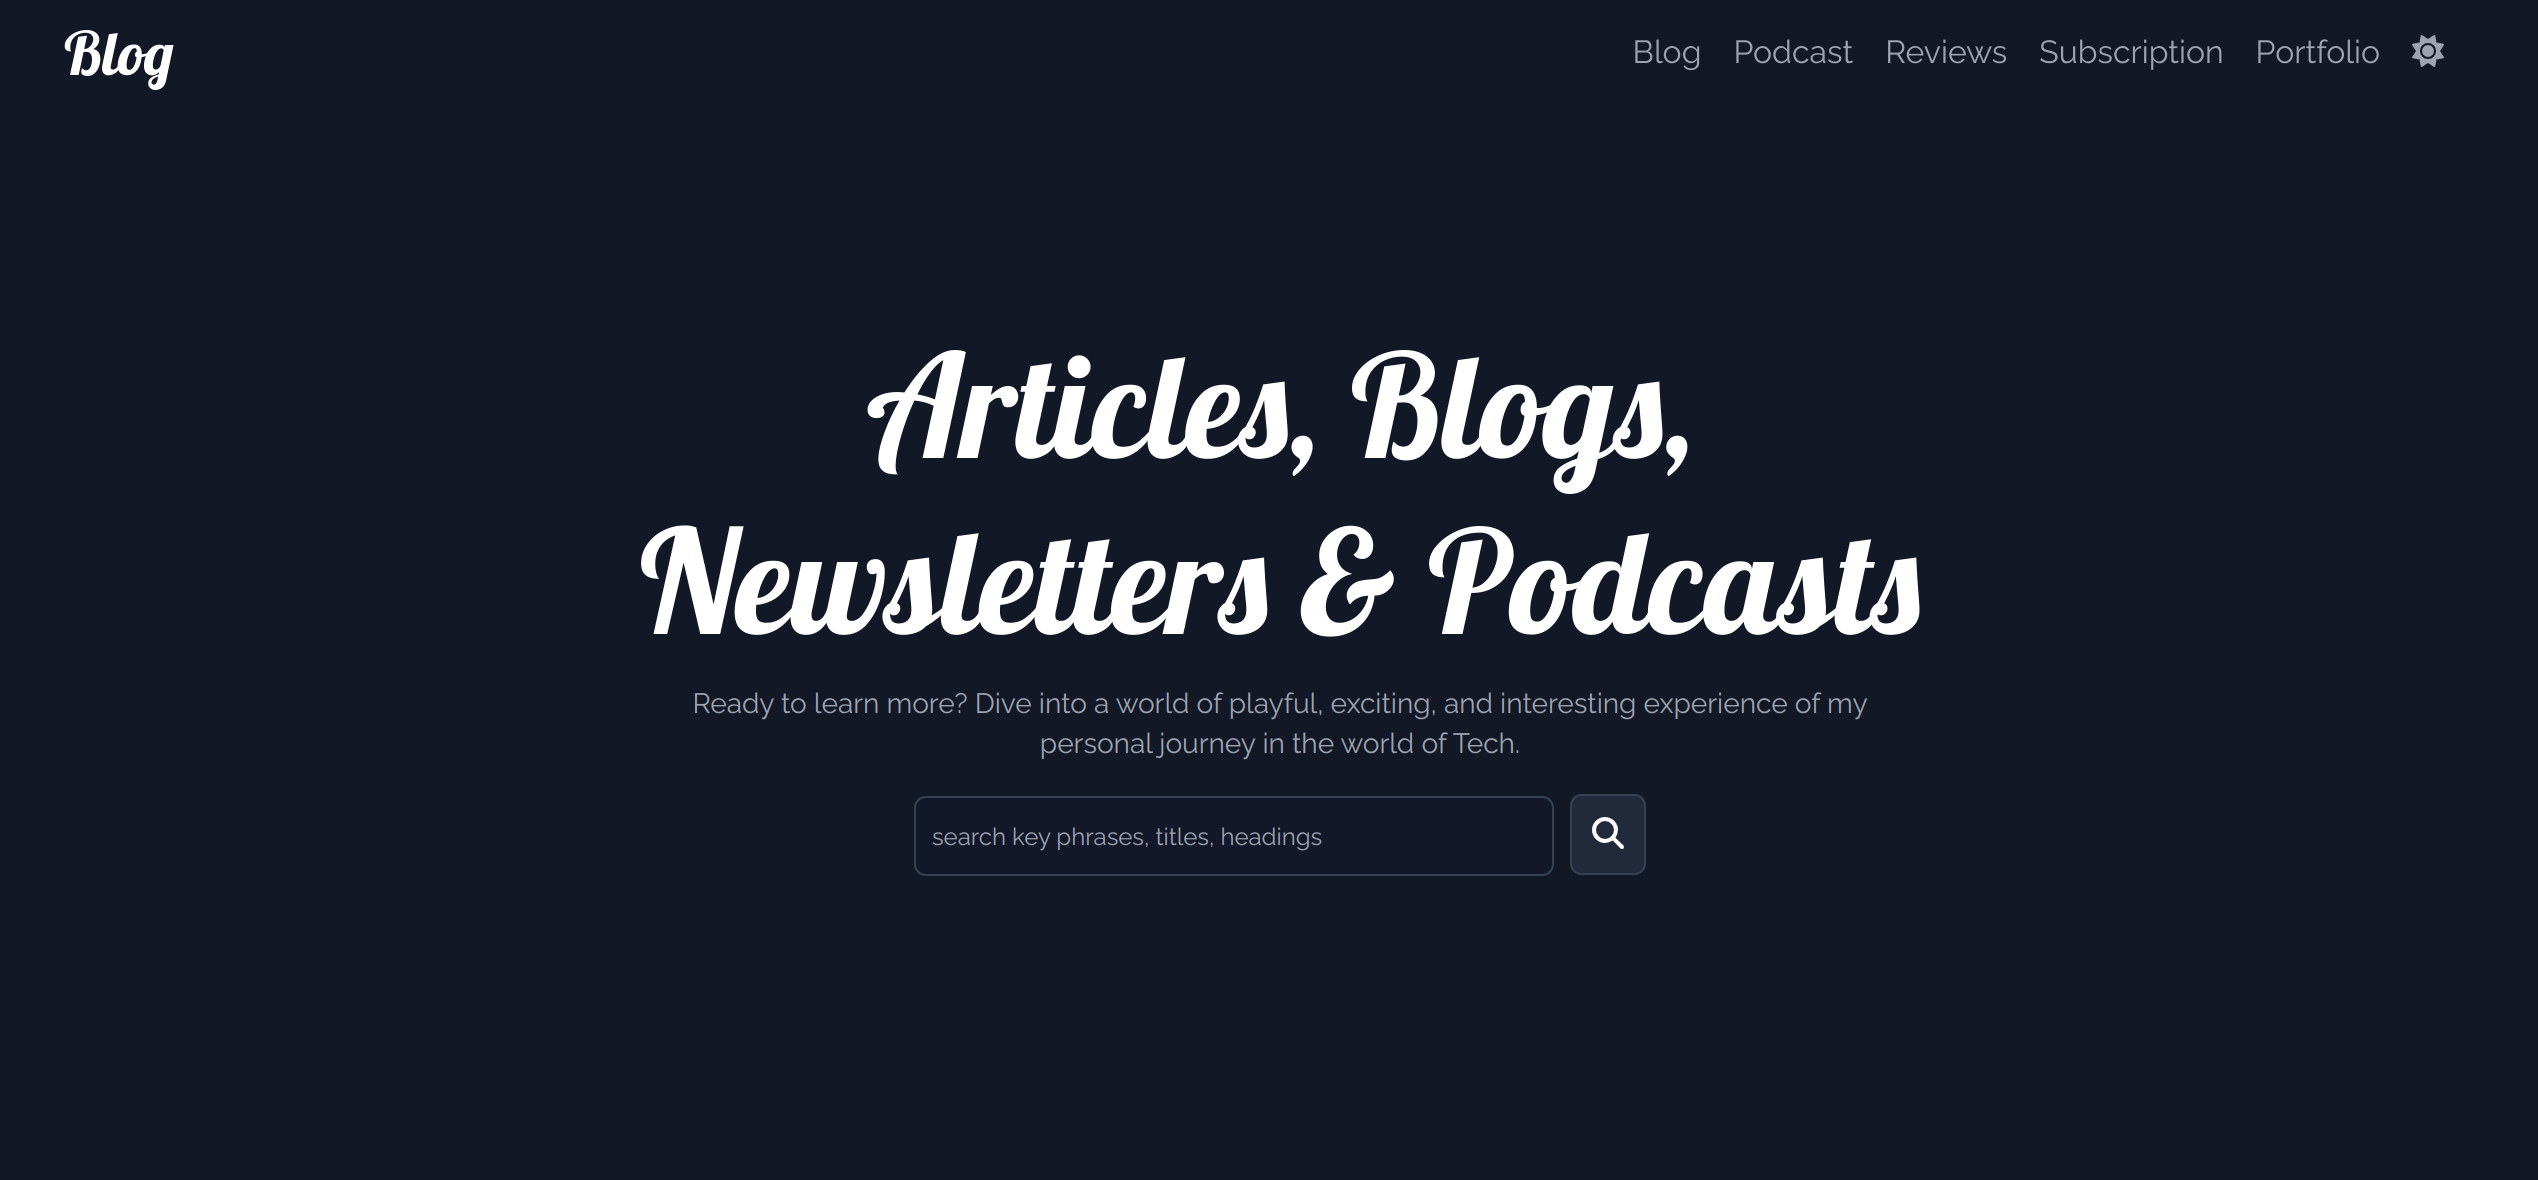 Blog
Blog Podcast Reviews Subscription Portfolio
Articles, Blogs,
Newsletters & Podcasts
Ready to learn more? Dive into a world of playful, exciting, and interesting experience of my
personal journey in the world of Tech.
search key phrases, titles, headings